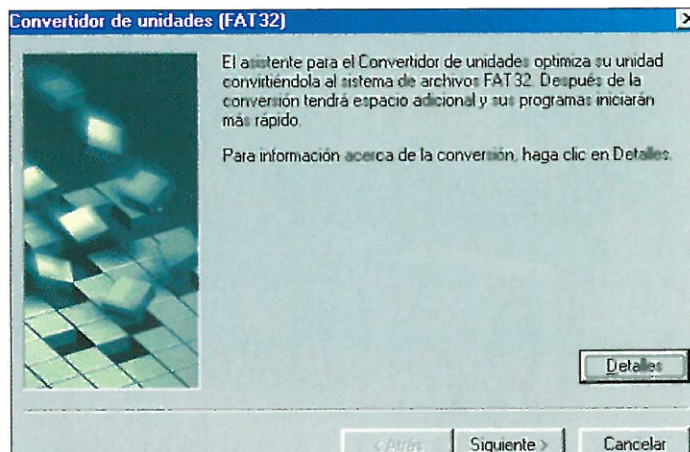 Convertidor de unidades (FAT32)
El asistente para el Convertidor de unidades optimiza su unidad
convirtiéndola al sistema de archivos FAT32. Después de la
conversión tendrá espacio adicional y sus programas iniciarán
más rápido.
Para información acerca de la conversión, haga clic en Detalles.
Detalles
< Atrás
Siguiente >
Cancelar